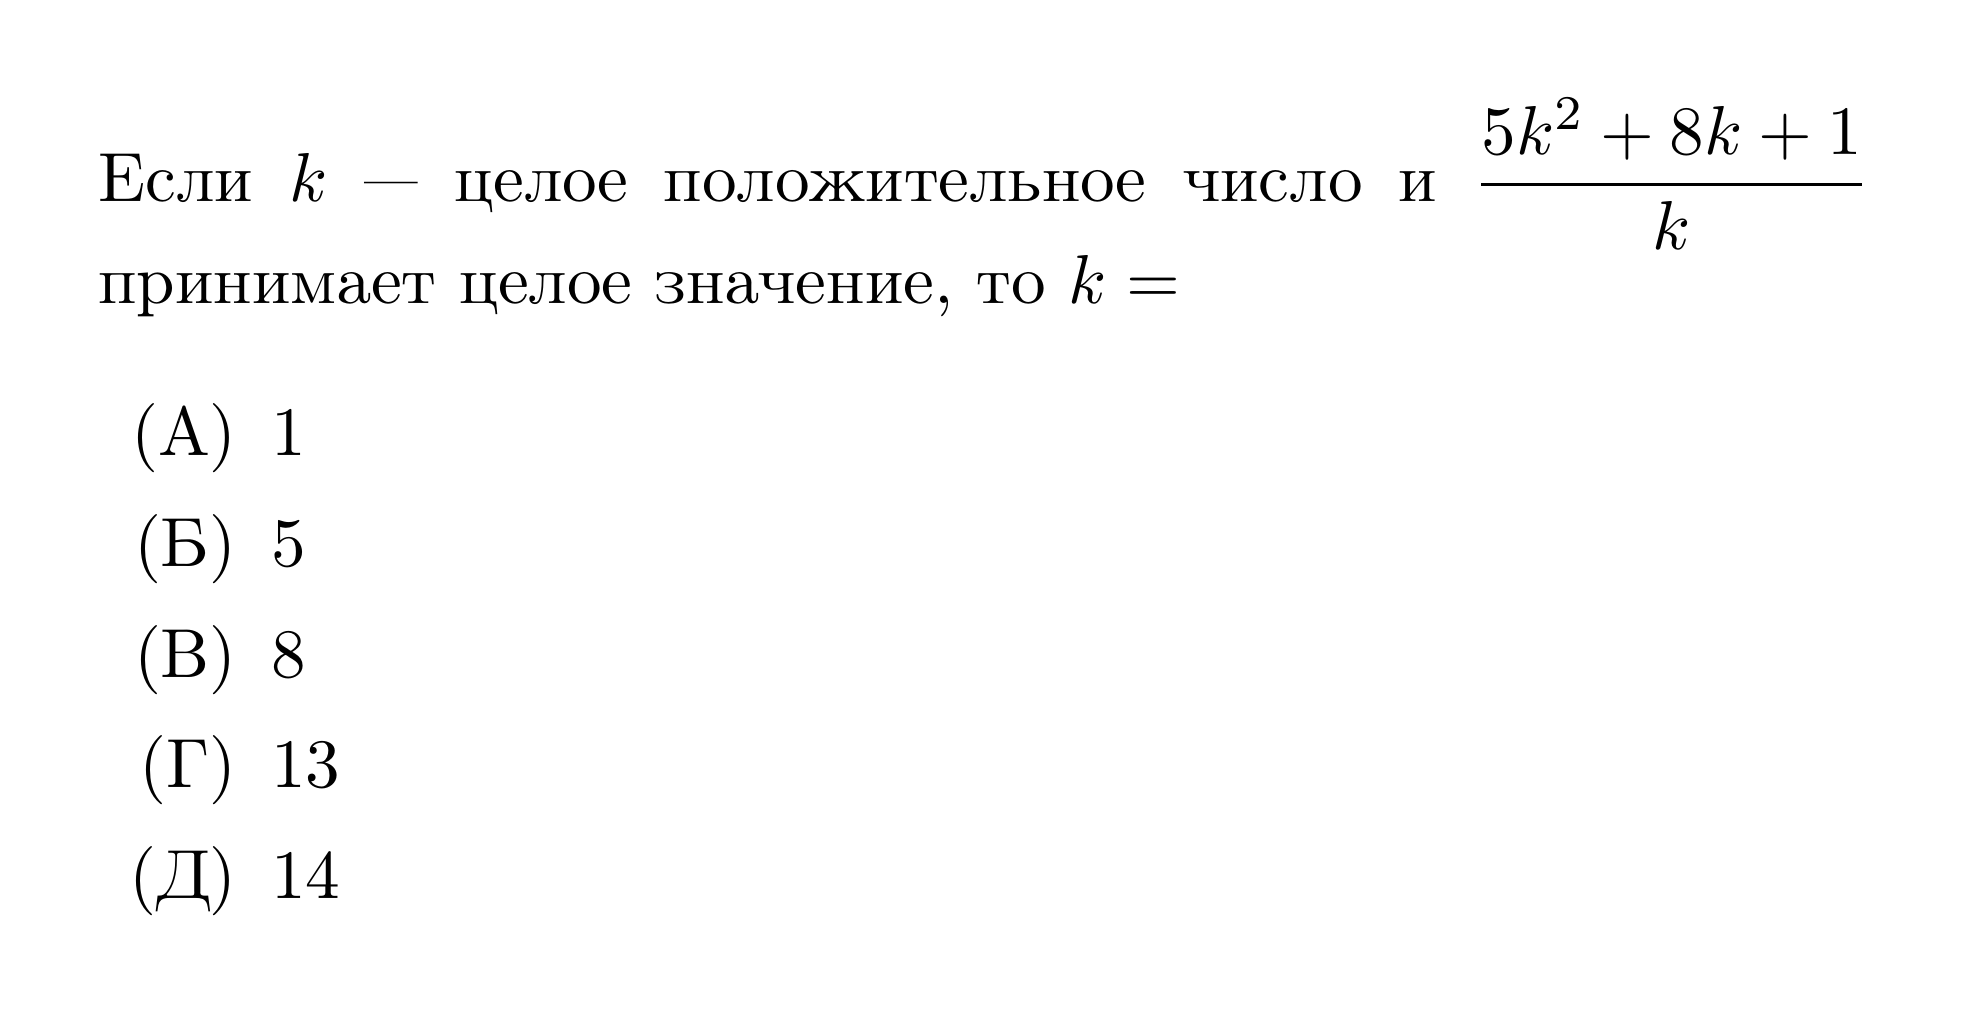 Если k — целое положительное число и \frac{5k^2 + 8k + 1}{k}
принимает целое значение, то k =
(А) 1
(Б) 5
(В) 8
(Г) 13
(Д) 14